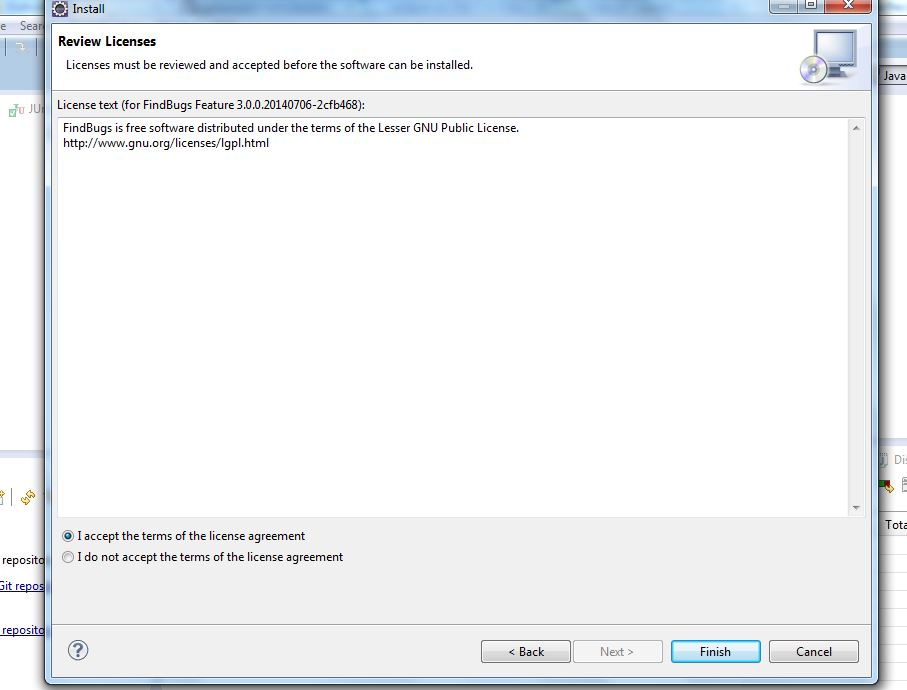 Install
e Sear
Review Licenses
Licenses must be reviewed and accepted before the software can be installed.
Java
License text (for FindBugs Feature 3.0.0.20140706-2cfb468):
JU
FindBugs is free software distributed under the terms of the Lesser GNU Public License.
http://www.gnu.org/licenses/lgpl.html
Dis
Tota
I accept the terms of the license agreement
I do not accept the terms of the license agreement
reposito
Git repos
reposito
?
< Back
Next >
Finish
Cancel